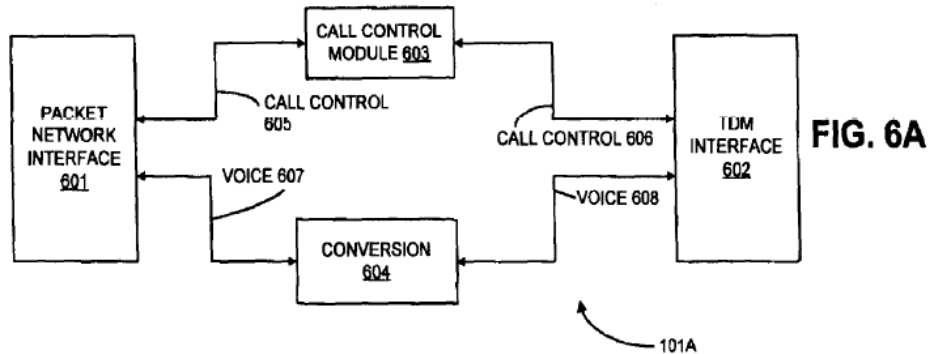 CALL CONTROL
MODULE 603
PACKET
NETWORK
INTERFACE
601
CALL CONTROL
605
CALL CONTROL 606
TDM
INTERFACE
602
FIG. 6A
VOICE 607
VOICE 608
CONVERSION
604
101A